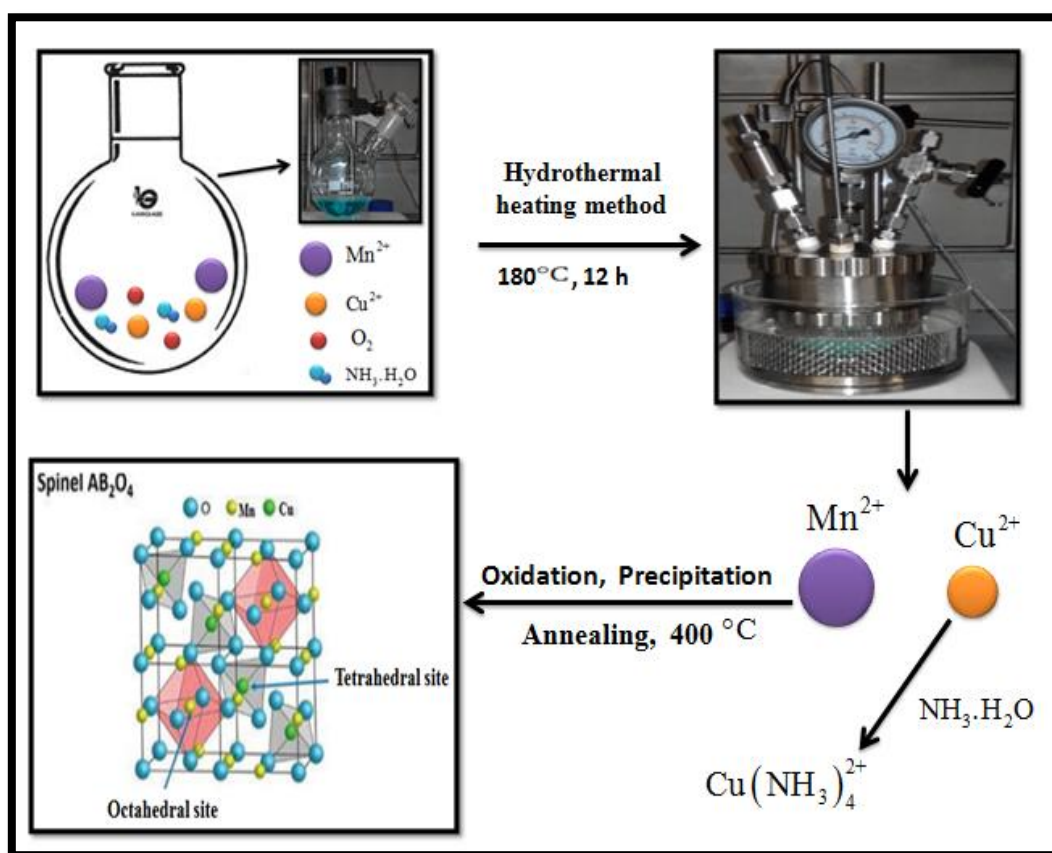 Mn²⁺
Cu²⁺
O₂
NH₃.H₂O
Hydrothermal
heating method
180°C, 12 h
Mn²⁺
Cu²⁺
NH₃.H₂O
Cu(NH₃)₄²⁺
Oxidation, Precipitation
Annealing, 400 °C
Spinel AB₂O₄
O Mn Cu
Tetrahedral site
Octahedral site